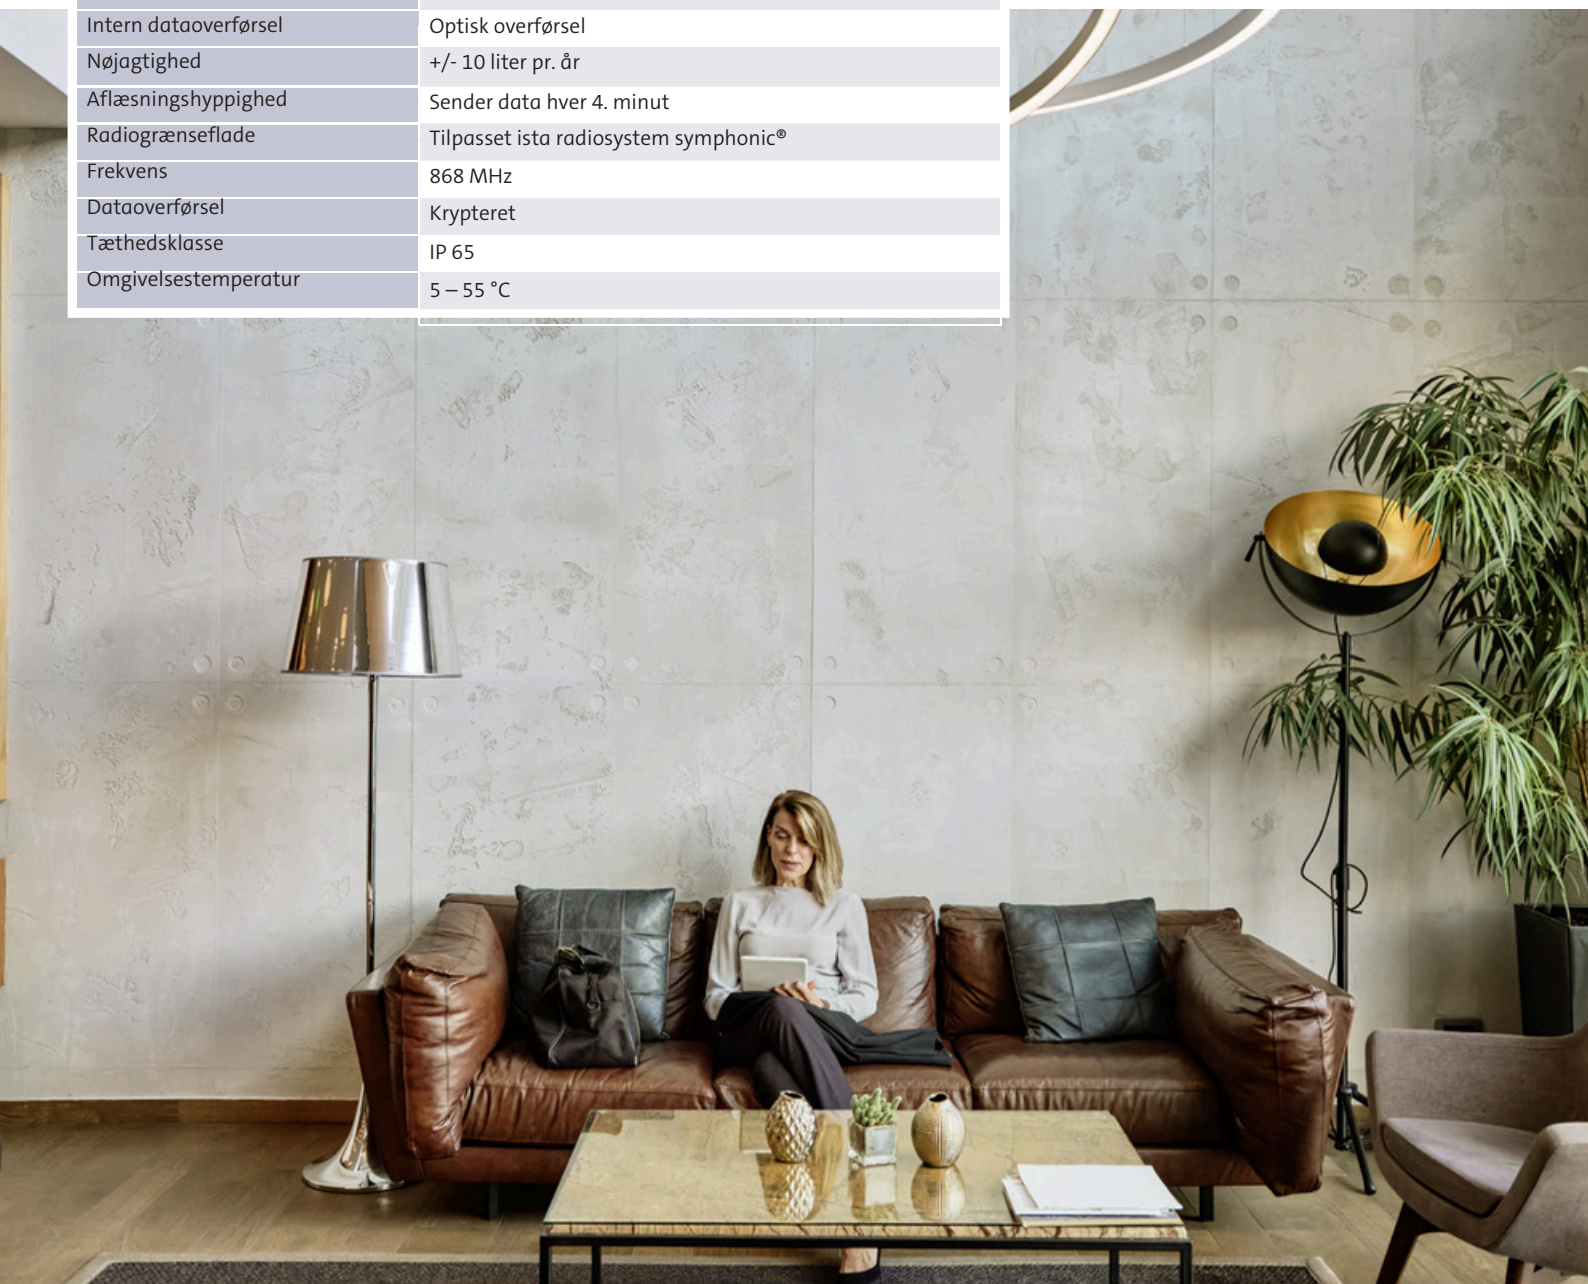 Intern dataoverførsel Optisk overførsel
Nøjagtighed +/- 10 liter pr. år
Aflæsningshyppighed Sender data hver 4. minut
Radiogrænseflade Tilpasset ista radiosystem symphonic®
Frekvens 868 MHz
Dataoverførsel Krypteret
Tæthedsklasse IP 65
Omgivelsestemperatur 5 – 55 °C